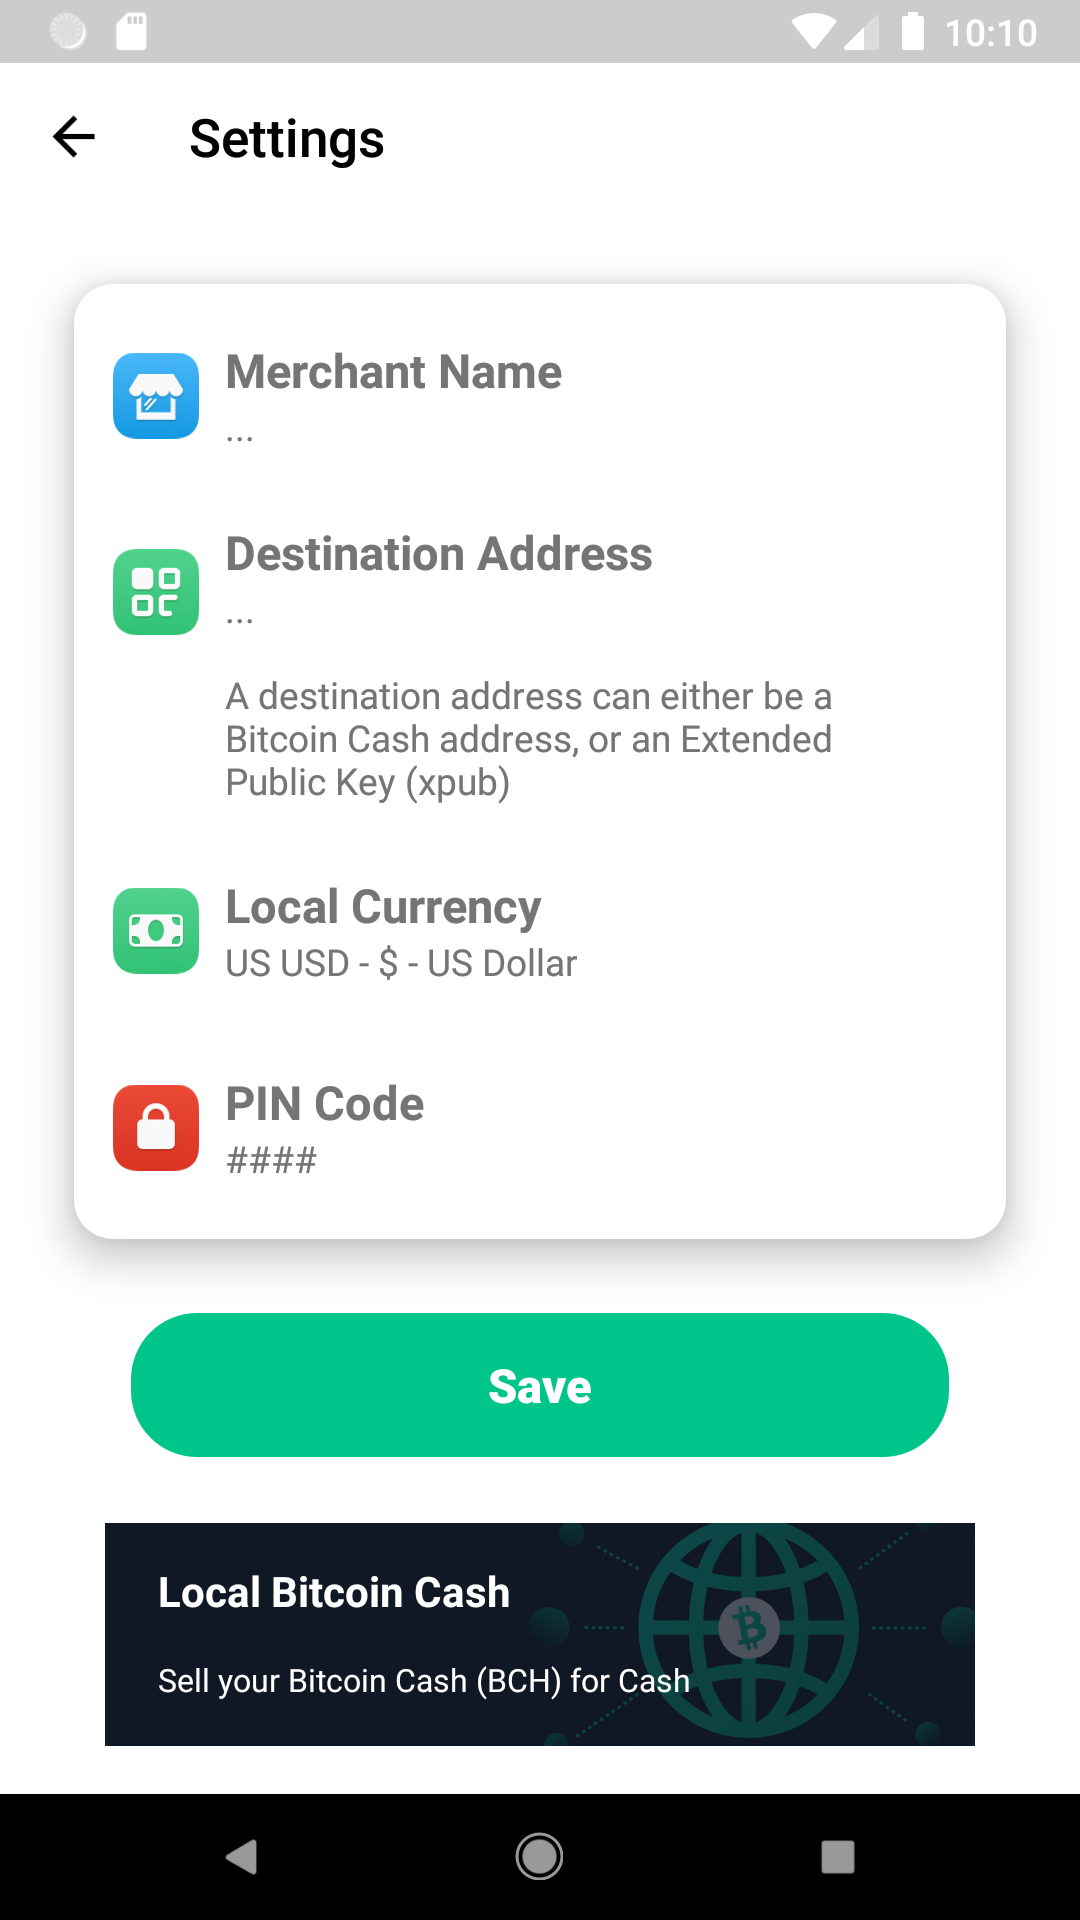 10:10
Settings
Merchant Name
...
Destination Address
...
A destination address can either be a
Bitcoin Cash address, or an Extended
Public Key (xpub)
Local Currency
US USD - $ - US Dollar
PIN Code
####
Save
Local Bitcoin Cash
Sell your Bitcoin Cash (BCH) for Cash